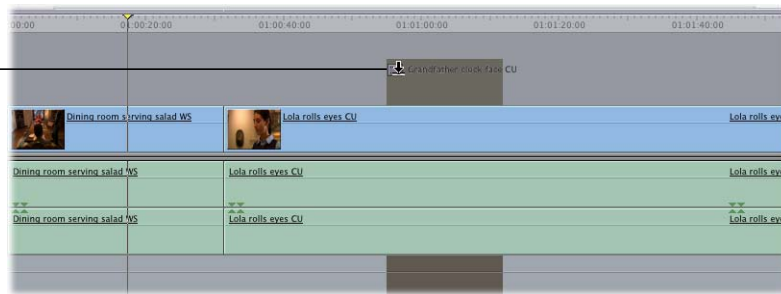 00:00
01:00:20:00
01:00:40:00
01:01:00:00
01:01:20:00
01:01:40:00
Grandfather clock face CU
Dining room serving salad WS
Lola rolls eyes CU
Lola rolls ey
Dining room serving salad WS
Lola rolls eyes CU
Lola rolls ey
Dining room serving salad WS
Lola rolls eyes CU
Lola rolls ey